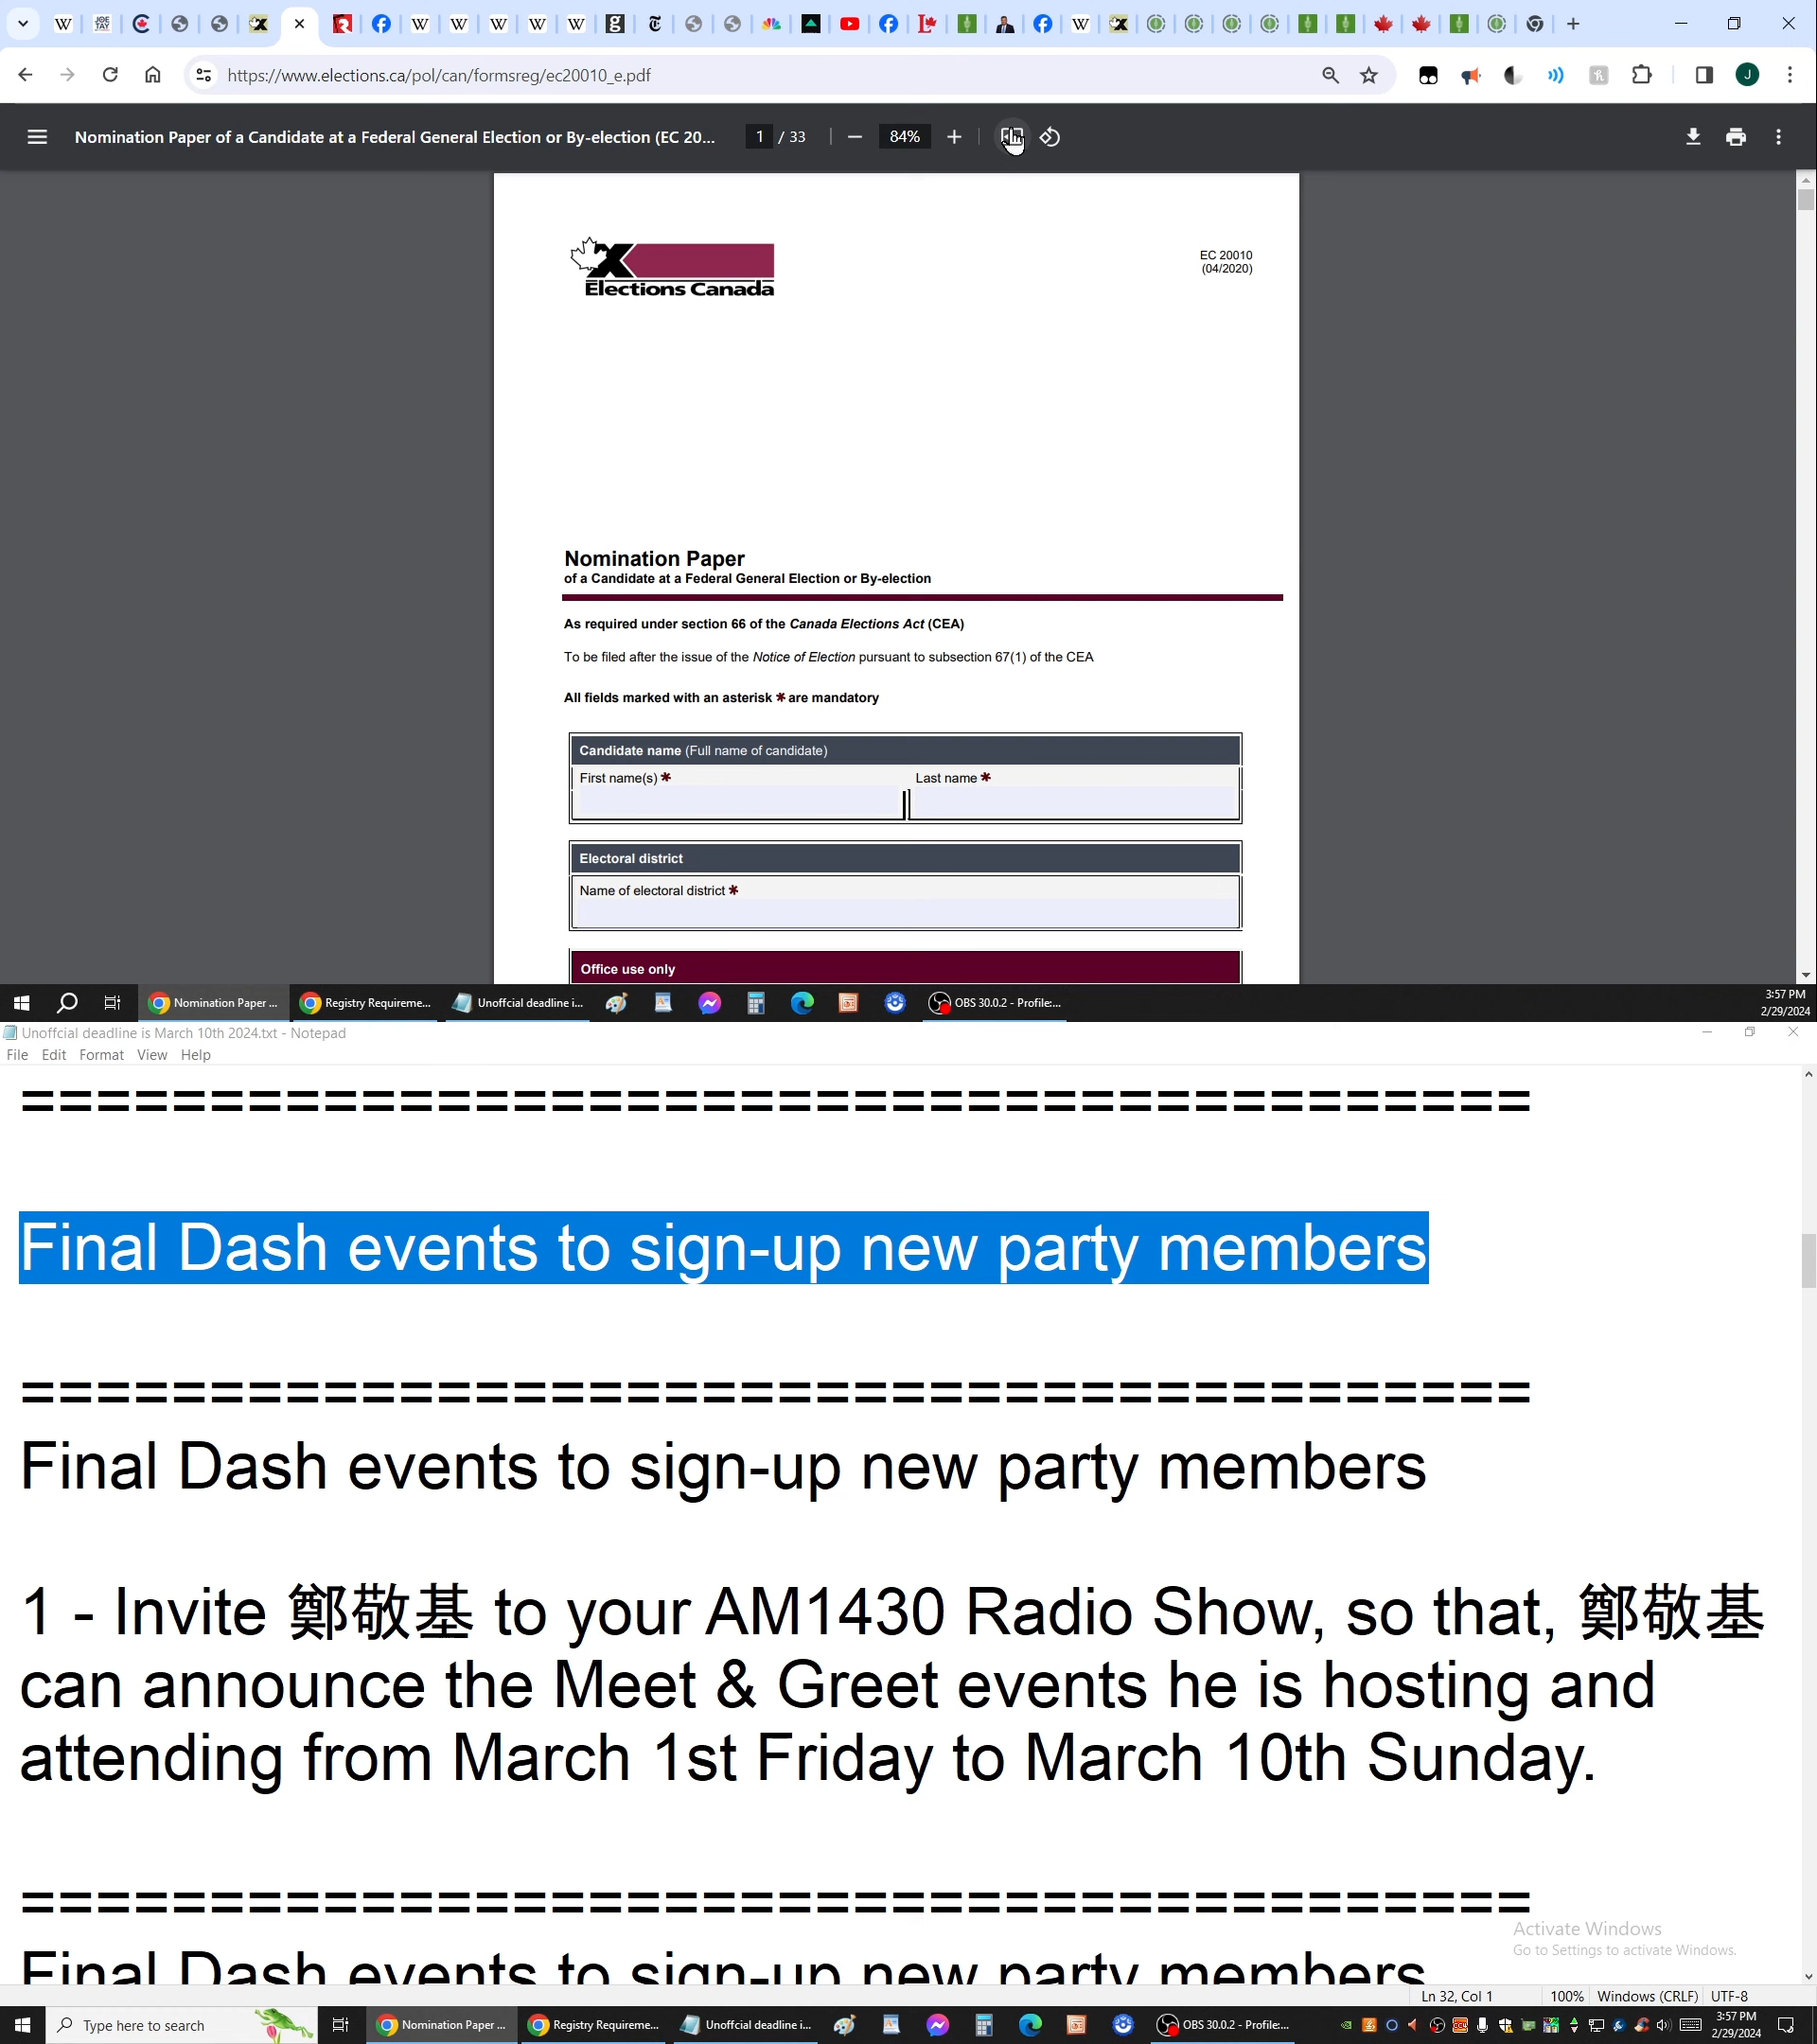 https://www.elections.ca/pol/can/formsreg/ec20010_e.pdf
J
Nomination Paper of a Candidate at a Federal General Election or By-election (EC 20... 1 / 33 84%
Elections Canada
EC 20010
(04/2020)
Nomination Paper
of a Candidate at a Federal General Election or By-election
As required under section 66 of the Canada Elections Act (CEA)
To be filed after the issue of the Notice of Election pursuant to subsection 67(1) of the CEA
All fields marked with an asterisk * are mandatory
Candidate name (Full name of candidate)
First name(s) * Last name *
Electoral district
Name of electoral district *
Office use only
Nomination Paper ... Registry Requireme... Unoffcial deadline i... OBS 30.0.2 - Profile:... 3:57 PM
2/29/2024
Unoffcial deadline is March 10th 2024.txt - Notepad
File Edit Format View Help
========================================
Final Dash events to sign-up new party members
========================================
Final Dash events to sign-up new party members
1 - Invite 鄭敬基 to your AM1430 Radio Show, so that, 鄭敬基
can announce the Meet & Greet events he is hosting and
attending from March 1st Friday to March 10th Sunday.
========================================
Final Dash events to sign-up new party members
Activate Windows
Go to Settings to activate Windows.
Ln 32, Col 1 100% Windows (CRLF) UTF-8
Type here to search Nomination Paper ... Registry Requireme... Unoffcial deadline i... OBS 30.0.2 - Profile:... 3:57 PM
2/29/2024